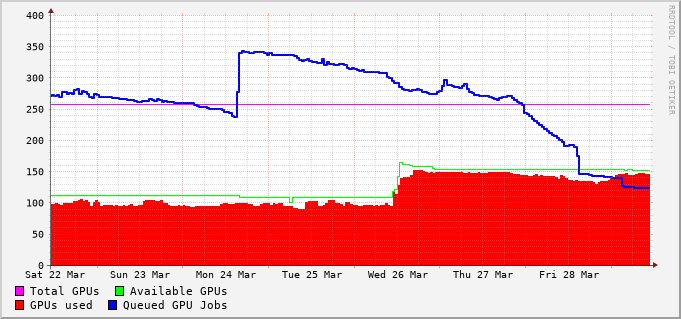 400
350
300
250
200
150
100
50
0
Sat 22 Mar Sun 23 Mar Mon 24 Mar Tue 25 Mar Wed 26 Mar Thu 27 Mar Fri 28 Mar
Total GPUs Available GPUs
GPUs used Queued GPU Jobs
RRDTOOL / TOBI OETIKER